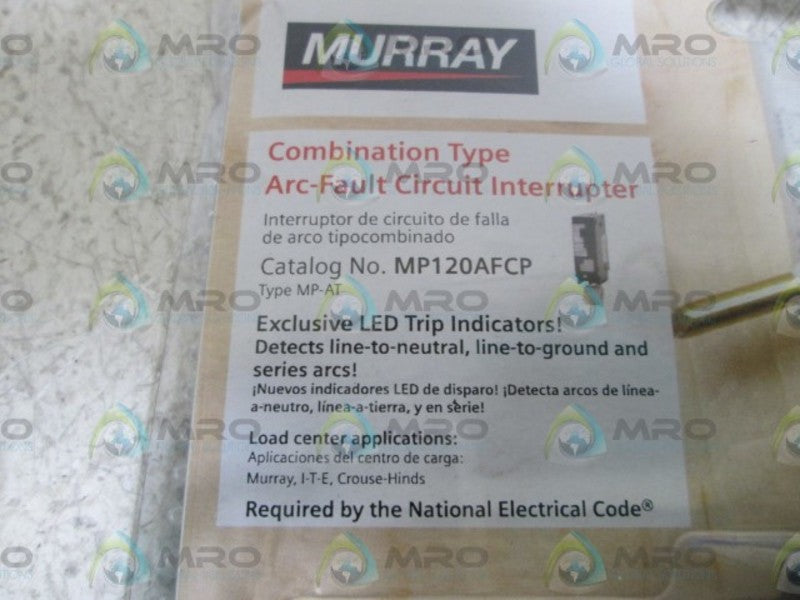 MURRAY
Combination Type
Arc-Fault Circuit Interrupter
Interruptor de circuito de falla
de arco tipocombinado
Catalog No. MP120AFCP
Type MP-AT
Exclusive LED Trip Indicators!
Detects line-to-neutral, line-to-ground and
series arcs!
¡Nuevos indicadores LED de disparo! ¡Detecta arcos de línea-
a-neutro, línea-a-tierra, y en serie!
Load center applications:
Aplicaciones del centro de carga:
Murray, I-T-E, Crouse-Hinds
Required by the National Electrical Code®
MRO
GLOBAL SOLUTIONS